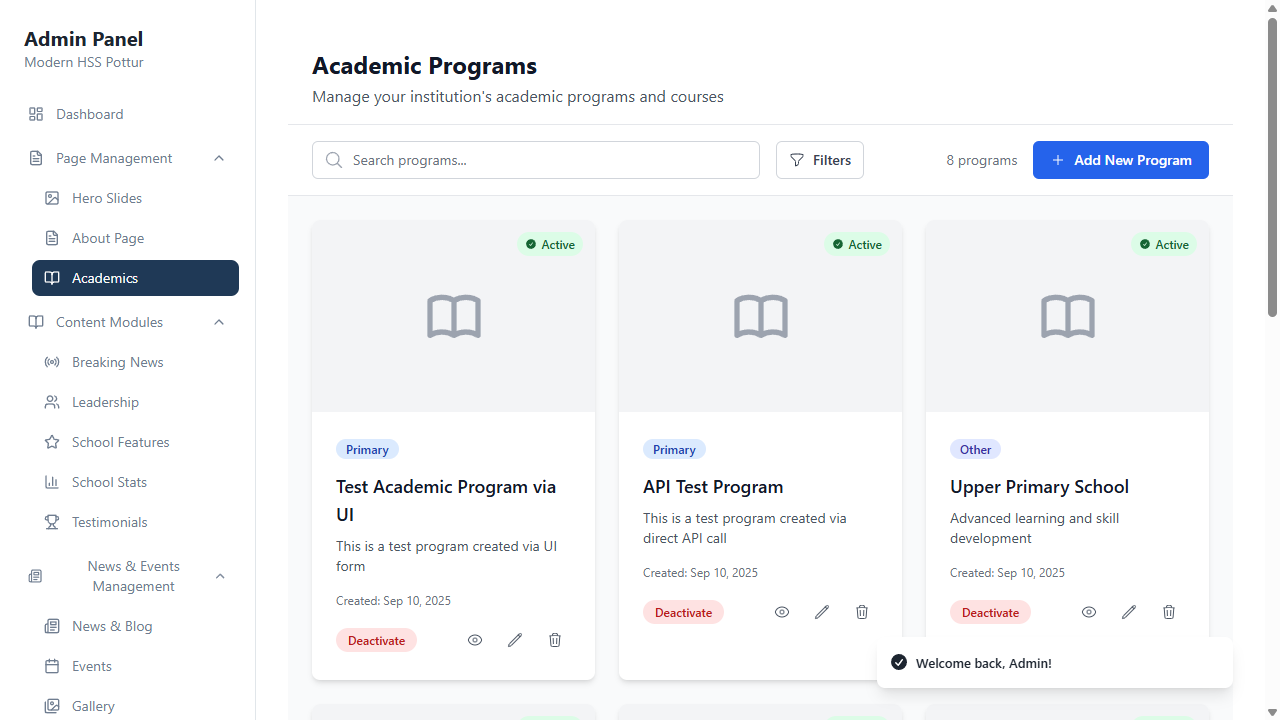 Admin Panel
Modern HSS Pottur
Dashboard
Page Management
Hero Slides
About Page
Academics
Content Modules
Breaking News
Leadership
School Features
School Stats
Testimonials
News & Events
Management
News & Blog
Events
Gallery
Academic Programs
Manage your institution's academic programs and courses
Search programs...
Filters
8 programs
Add New Program
Active
Primary
Test Academic Program via
UI
This is a test program created via UI
form
Created: Sep 10, 2025
Deactivate
Active
Primary
API Test Program
This is a test program created via
direct API call
Created: Sep 10, 2025
Deactivate
Active
Other
Upper Primary School
Advanced learning and skill
development
Created: Sep 10, 2025
Deactivate
Welcome back, Admin!